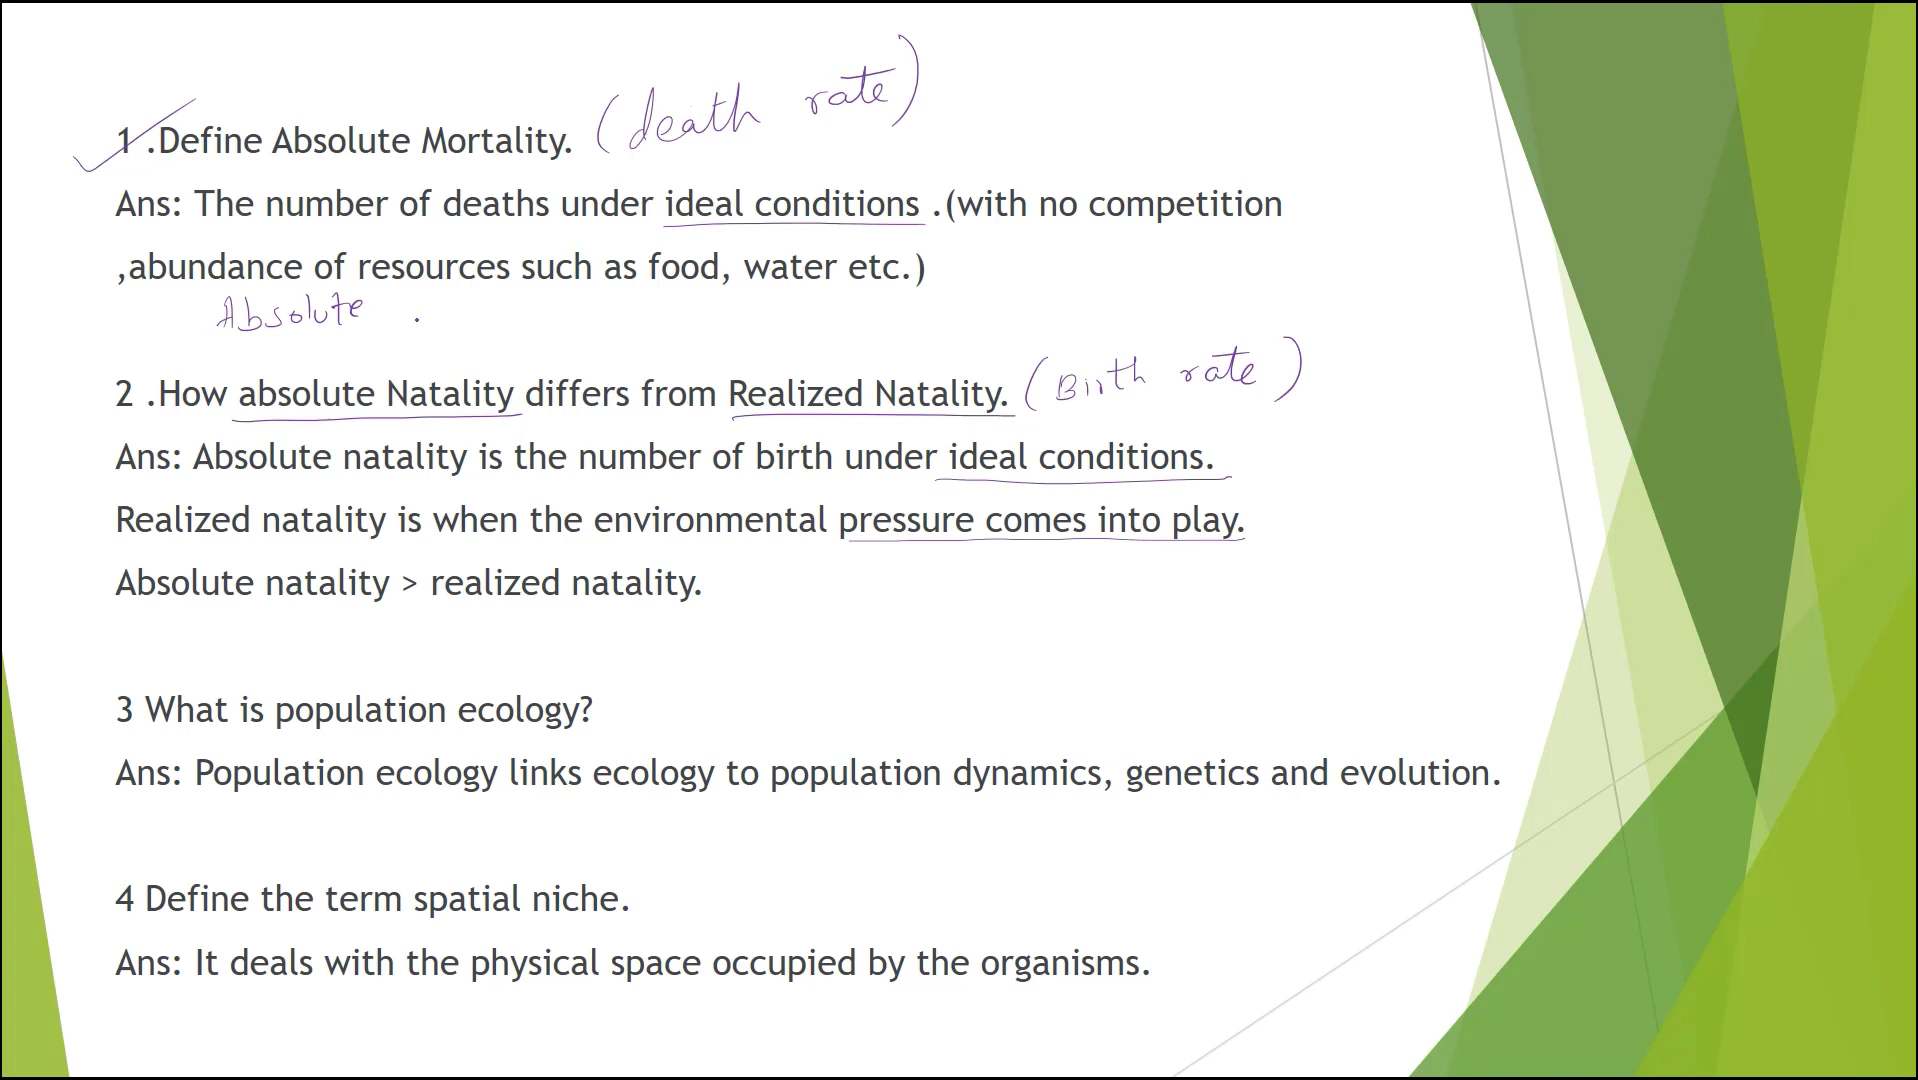 1 .Define Absolute Mortality. (death rate)
Ans: The number of deaths under ideal conditions .(with no competition
,abundance of resources such as food, water etc.)
Absolute .
2 .How absolute Natality differs from Realized Natality. (Birth rate)
Ans: Absolute natality is the number of birth under ideal conditions.
Realized natality is when the environmental pressure comes into play.
Absolute natality > realized natality.
3 What is population ecology?
Ans: Population ecology links ecology to population dynamics, genetics and evolution.
4 Define the term spatial niche.
Ans: It deals with the physical space occupied by the organisms.